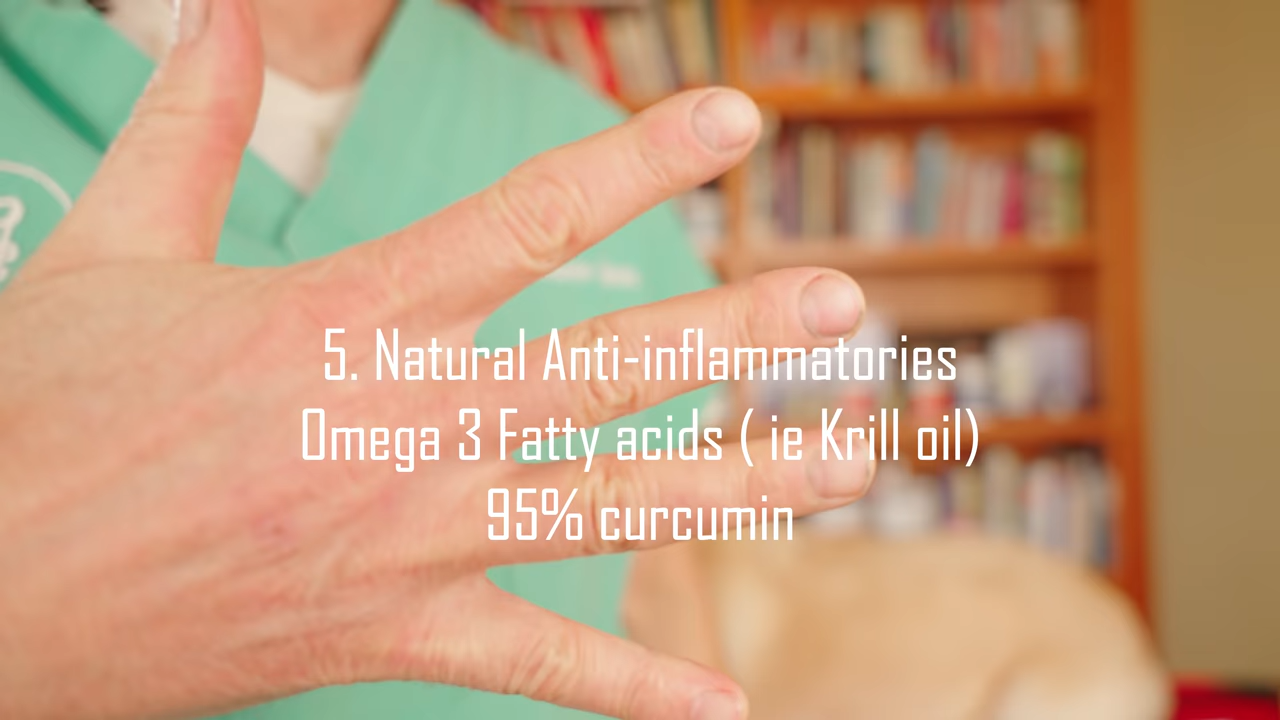 5. Natural Anti-inflammatories
Omega 3 Fatty acids ( ie Krill oil)
95% curcumin